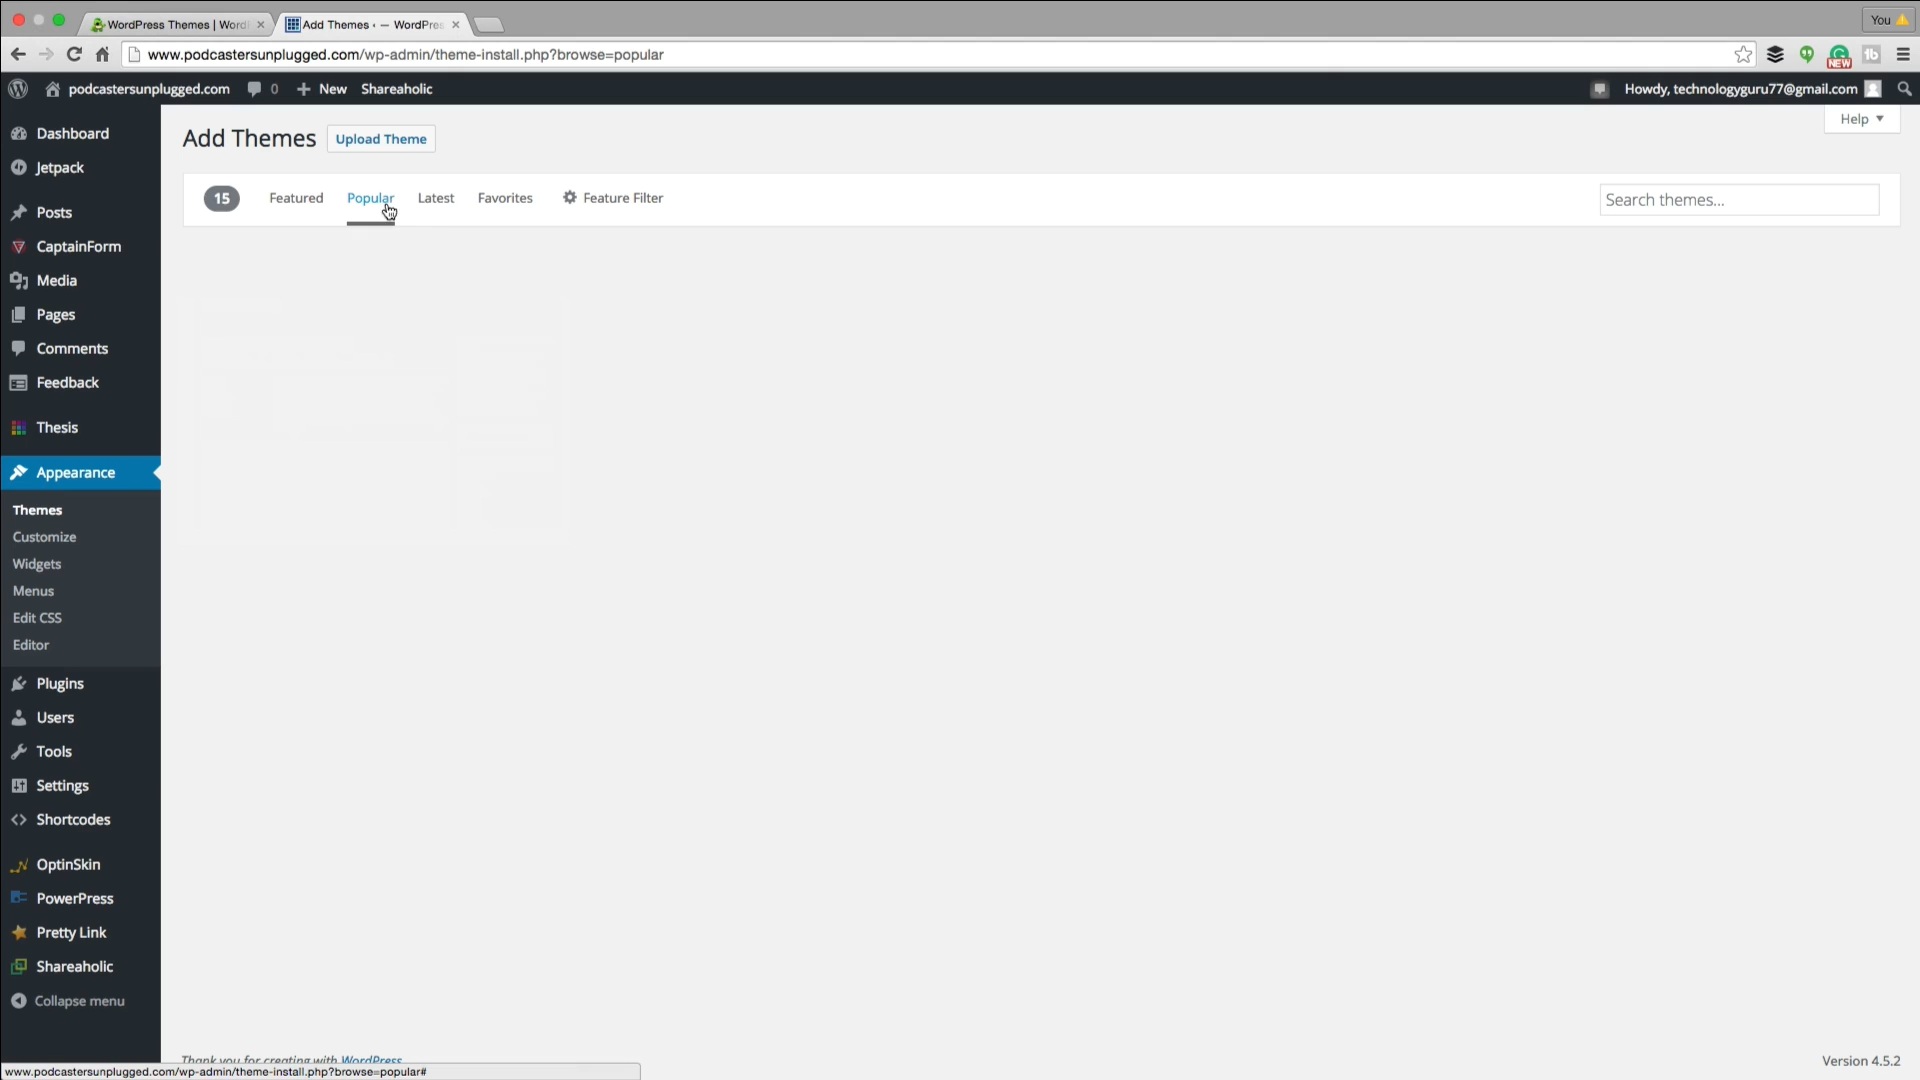 WordPress Themes | Word
Add Themes ‹ — WordPres
You
www.podcastersunplugged.com/wp-admin/theme-install.php?browse=popular
NEW
podcastersunplugged.com
0
New
Shareaholic
Howdy, technologyguru77@gmail.com
Dashboard
Jetpack
Posts
CaptainForm
Media
Pages
Comments
Feedback
Thesis
Appearance
Themes
Customize
Widgets
Menus
Edit CSS
Editor
Plugins
Users
Tools
Settings
Shortcodes
OptinSkin
PowerPress
Pretty Link
Shareaholic
Collapse menu
Add Themes
Upload Theme
Help
15
Featured
Popular
Latest
Favorites
Feature Filter
Search themes...
Thank you for creating with WordPress
Version 4.5.2
www.podcastersunplugged.com/wp-admin/theme-install.php?browse=popular#